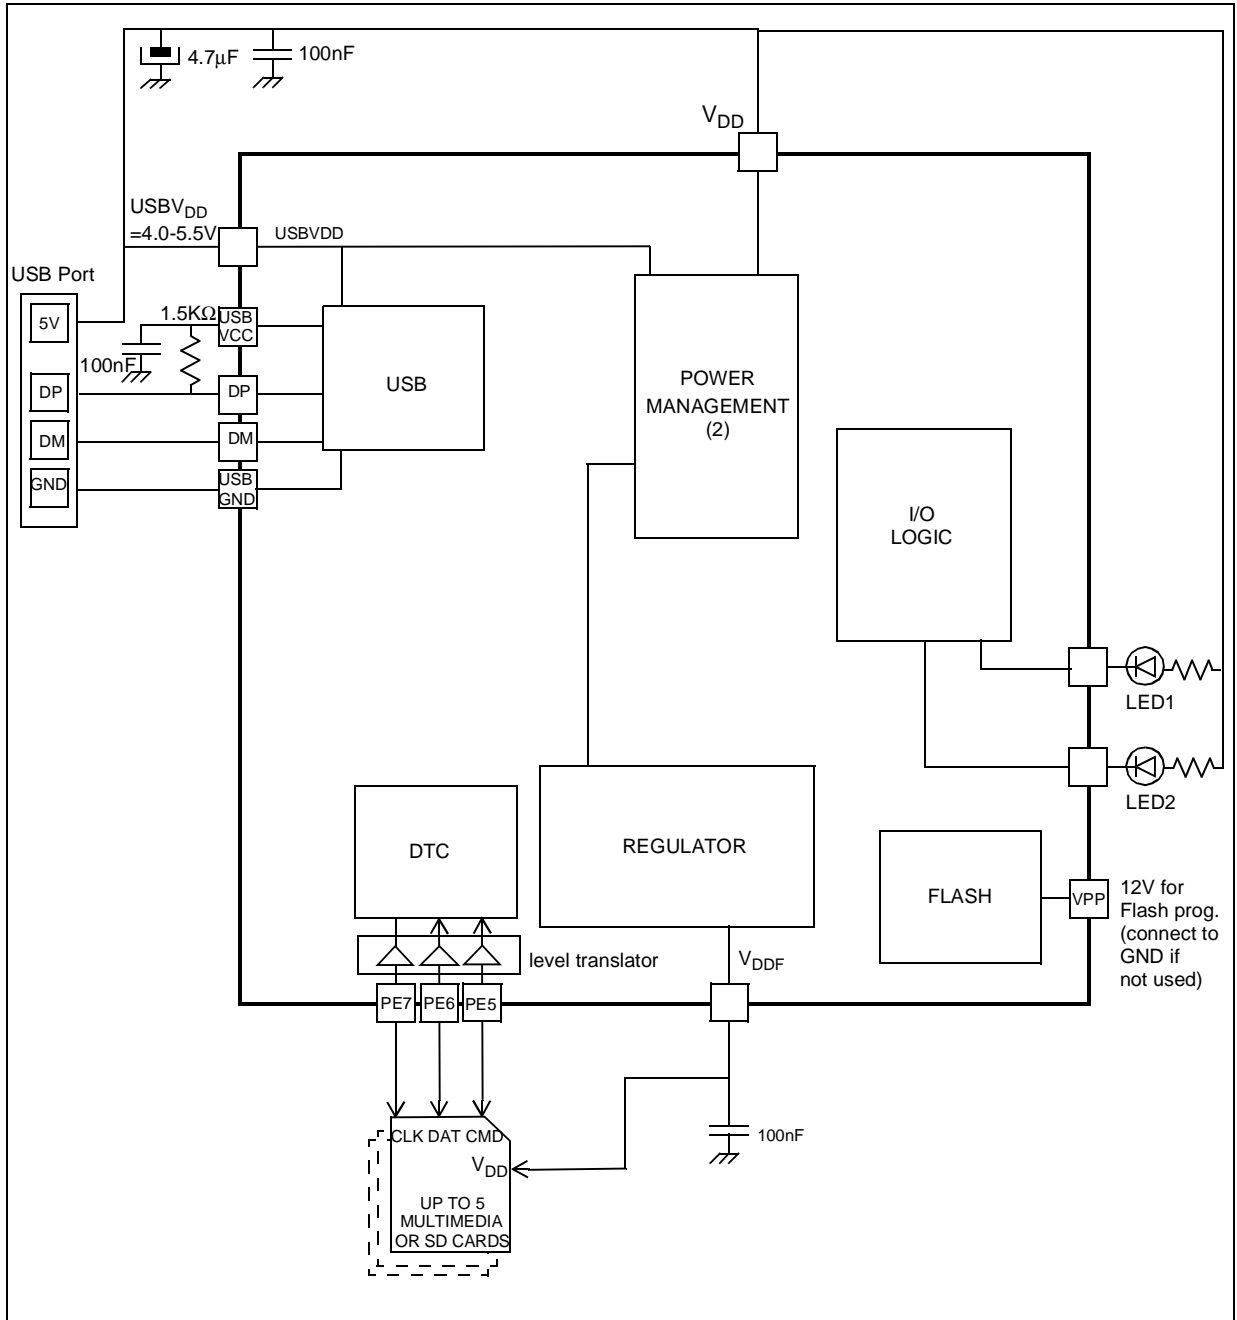 4.7μF
100nF
VDD
USBVDD
=4.0-5.5V
USBVDD
USB Port
5V
1.5KΩ
USB
VCC
100nF
DP
DP
DM
DM
GND
USB
GND
USB
POWER
MANAGEMENT
(2)
I/O
LOGIC
LED1
LED2
DTC
REGULATOR
FLASH
VPP
12V for
Flash prog.
(connect to
GND if
not used)
level translator
VDDF
PE7
PE6
PE5
CLK DAT CMD
VDD
100nF
UP TO 5
MULTIMEDIA
OR SD CARDS